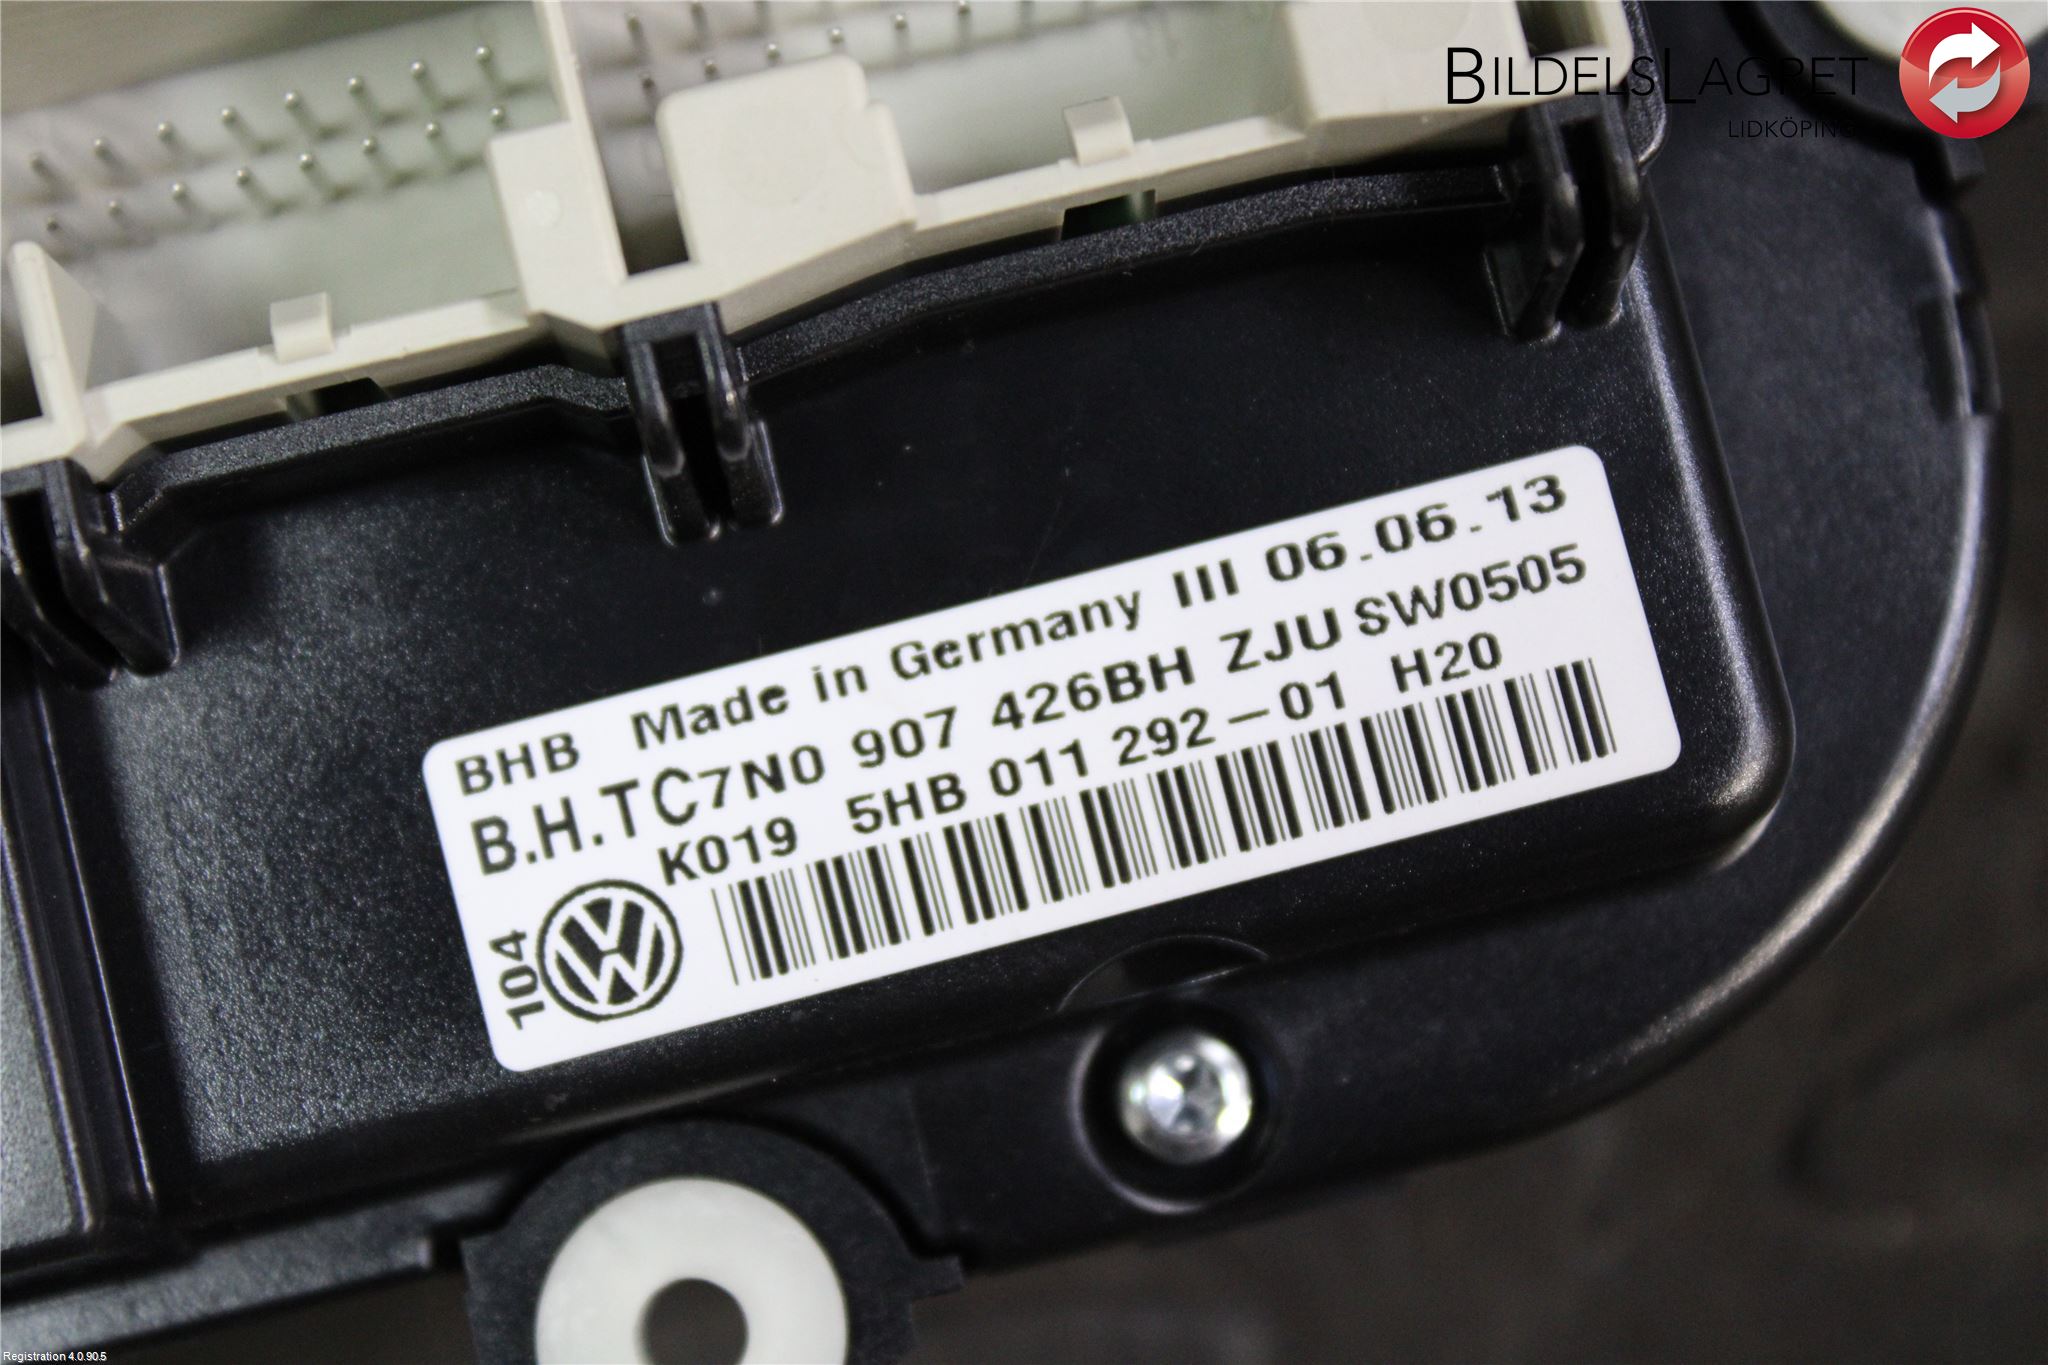 BILDELSLAGRET
LIDKÖPING
BHB Made in Germany III 06.06.13
B.H.TC7N0 907 426BH ZJU SW0505
K019 5HB 011 292-01 H20
104
VW
Registration 4.0.90.5